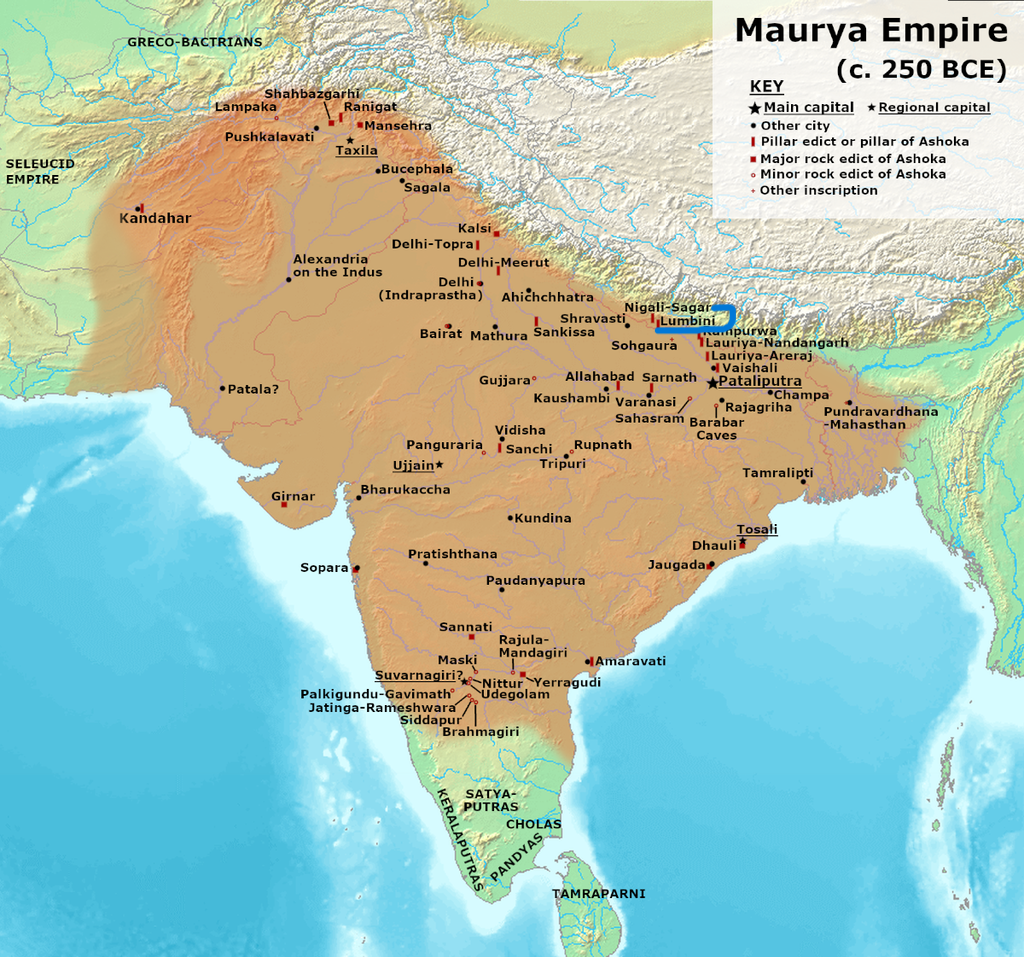 Maurya Empire
(c. 250 BCE)
KEY
Main capital
Regional capital
Other city
Pillar edict or pillar of Ashoka
Major rock edict of Ashoka
Minor rock edict of Ashoka
Other inscription
GRECO-BACTRIANS
SELEUCID
EMPIRE
Shahbazgarhi
Lampaka
Ranigat
Pushkalavati
Mansehra
Taxila
Bucephala
Sagala
Kandahar
Kalsi
Delhi-Topra
Alexandria
on the Indus
Delhi-Meerut
Delhi
(Indraprastha)
Ahichchhatra
Nigali-Sagar
Lumbini
Shravasti
Rampurwa
Bairat
Mathura
Sankissa
Sohgaura
Lauriya-Nandangarh
Lauriya-Areraj
Vaishali
Gujjara
Allahabad
Sarnath
Pataliputra
Patala?
Kaushambi
Varanasi
Champa
Sahasram
Rajagriha
Pundravardhana
-Mahasthan
Barabar
Caves
Vidisha
Panguraria
Sanchi
Rupnath
Tripuri
Ujjain
Tamralipti
Bharukaccha
Girnar
Kundina
Tosali
Dhauli
Pratishthana
Jaugada
Sopara
Paudanyapura
Sannati
Rajula-
Mandagiri
Maski
Amaravati
Suvarnagiri?
Nittur
Yerragudi
Palkigundu-Gavimath
Udegolam
Jatinga-Rameshwara
Siddapur
Brahmagiri
SATYA-
PUTRAS
KERALAPUTRAS
CHOLAS
PANDYAS
TAMRAPARNI